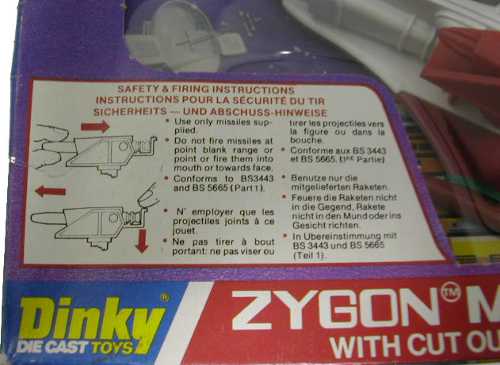 SAFETY & FIRING INSTRUCTIONS
INSTRUCTIONS POUR LA SÉCURITÉ DU TIR
SICHERHEITS — UND ABSCHUSS-HINWEISE
• Use only missiles sup-
plied.
• Do not fire missiles at
point blank range or
point or fire them into
mouth or towards face.
• Conforms to BS3443
and BS 5665 (Part 1).
• N' employer que les
projectiles joints à ce
jouet.
• Ne pas tirer à bout
portant: ne pas viser ou
tirer les projectiles vers
la figure ou dans la
bouche.
• Conforme aux BS 3443
et BS 5665, (1re Partie)
• Benutze nur die
mitgelieferten Raketen.
• Feuere die Raketen nicht
in die Gegend, Rakete
nicht in den Mund oder ins
Gesicht richten.
• In Übereinstimmung mit
BS 3443 und BS 5665
(Teil 1).
Dinky®
DIE CAST TOYS
ZYGON™ M
WITH CUT OU